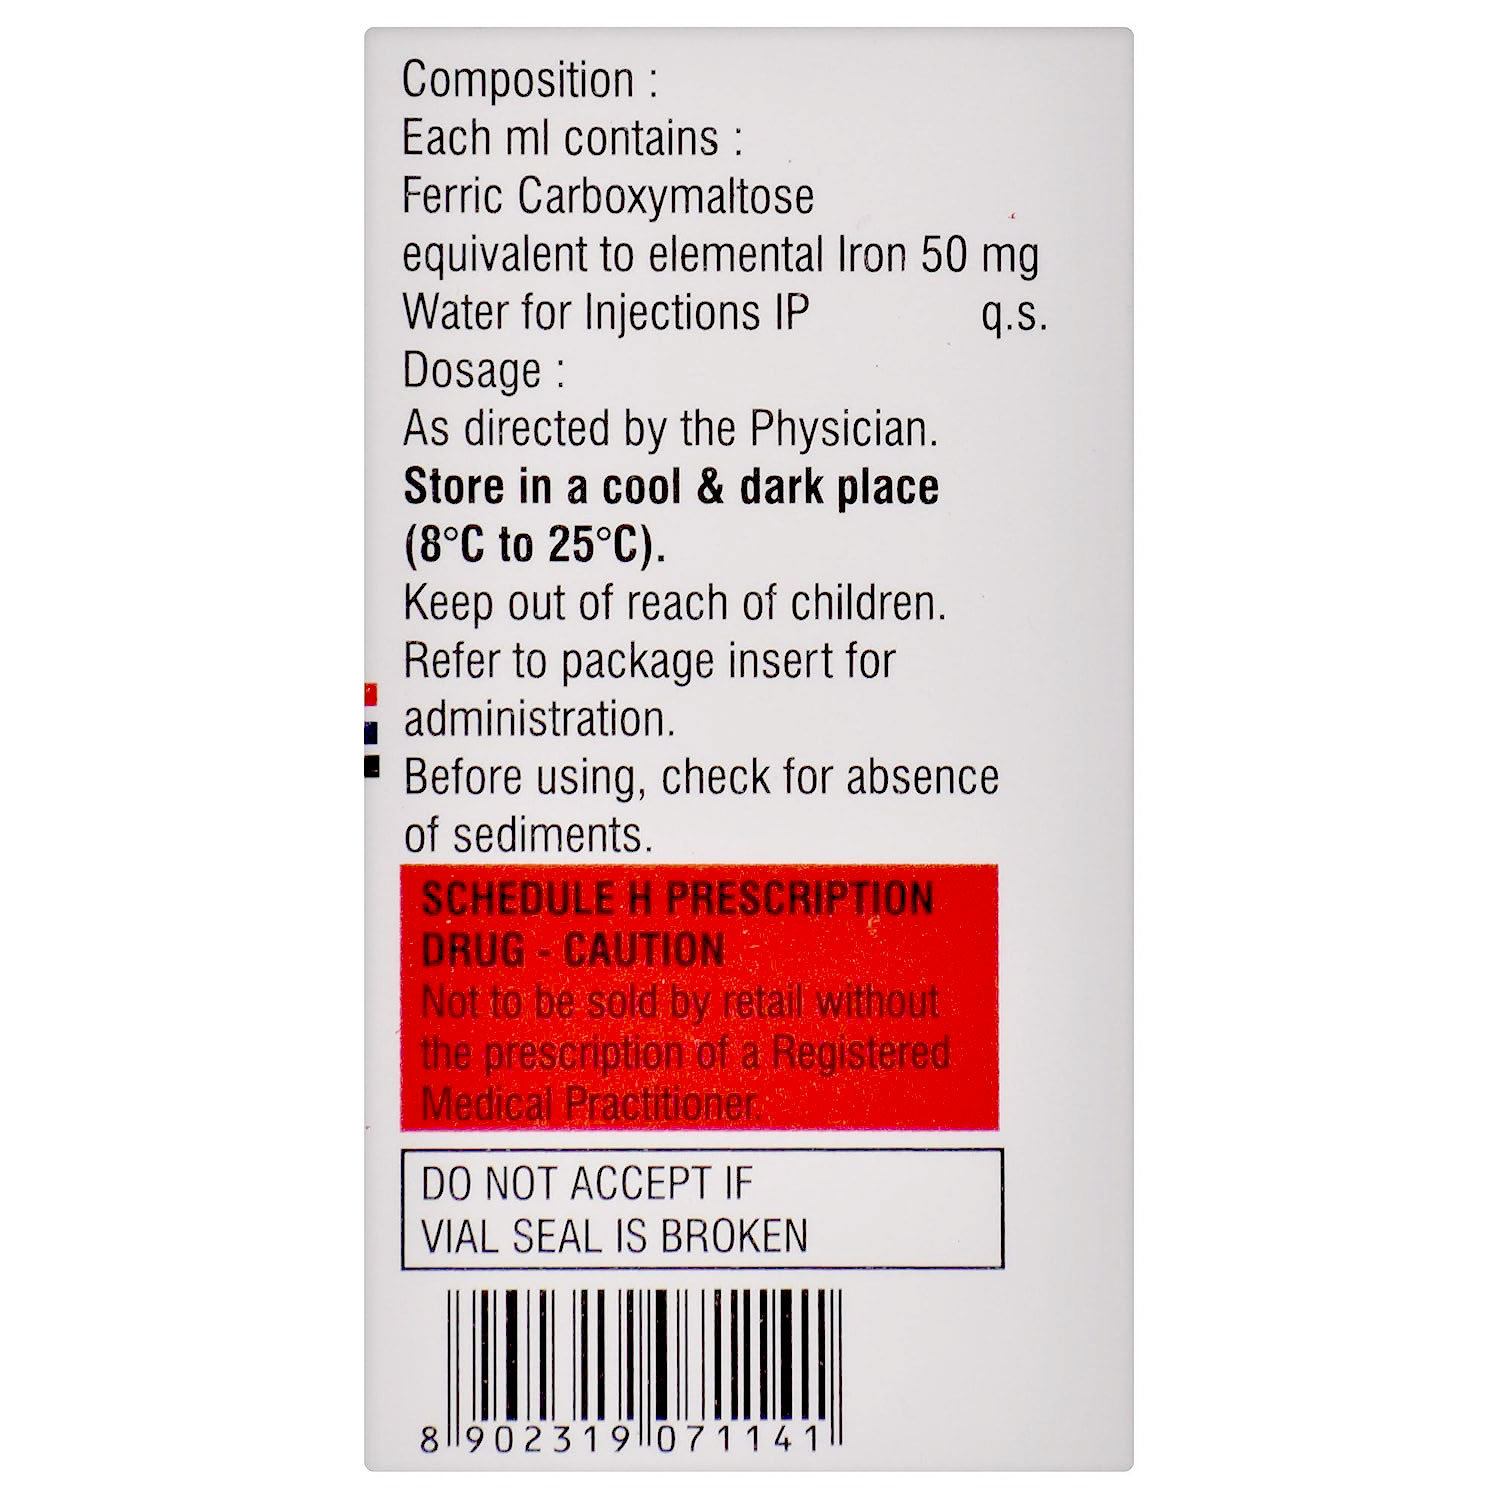 Composition :
Each ml contains :
Ferric Carboxymaltose
equivalent to elemental Iron 50 mg
Water for Injections IP q.s.
Dosage :
As directed by the Physician.
Store in a cool & dark place
(8°C to 25°C).
Keep out of reach of children.
Refer to package insert for
administration.
Before using, check for absence
of sediments.
SCHEDULE H PRESCRIPTION
DRUG - CAUTION
Not to be sold by retail without
the prescription of a Registered
Medical Practitioner.
DO NOT ACCEPT IF
VIAL SEAL IS BROKEN
8 902319 071141